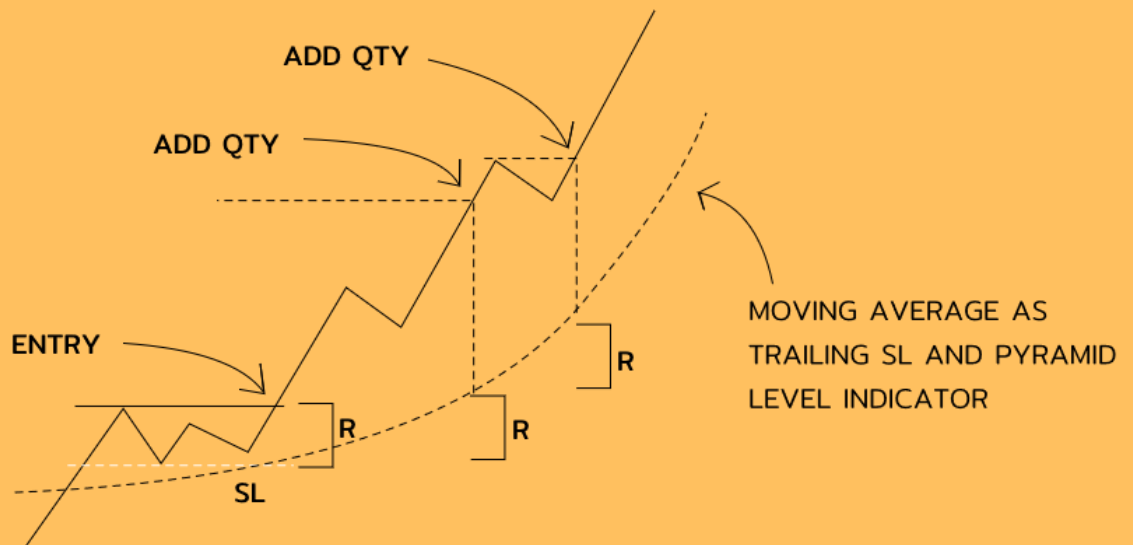 ADD QTY
ADD QTY
ENTRY
R
SL
R
R
MOVING AVERAGE AS
TRAILING SL AND PYRAMID
LEVEL INDICATOR